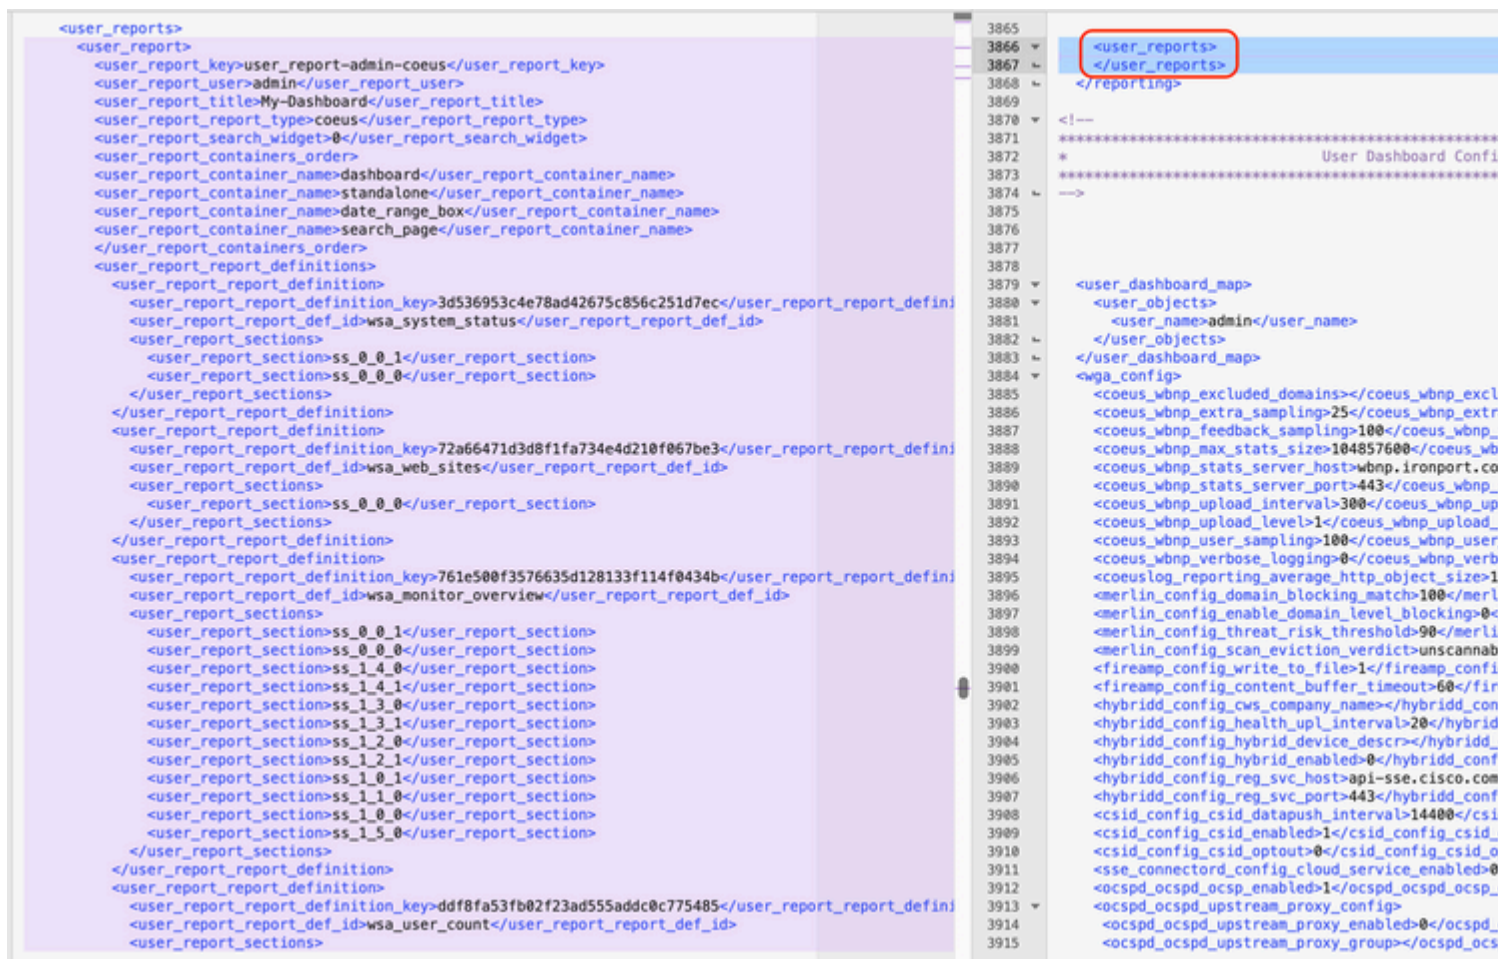 <user_reports>
<user_report>
<user_report_key>user_report-admin-coeus</user_report_key>
<user_report_user>admin</user_report_user>
<user_report_title>My-Dashboard</user_report_title>
<user_report_report_type>coeus</user_report_report_type>
<user_report_search_widget>0</user_report_search_widget>
<user_report_containers_order>
<user_report_container_name>dashboard</user_report_container_name>
<user_report_container_name>standalone</user_report_container_name>
<user_report_container_name>date_range_box</user_report_container_name>
<user_report_container_name>search_page</user_report_container_name>
</user_report_containers_order>
<user_report_report_definitions>
<user_report_report_definition>
<user_report_report_definition_key>3d536953c4e78ad42675c856c251d7ec</user_report_report_defini
<user_report_report_def_id>wsa_system_status</user_report_report_def_id>
<user_report_sections>
<user_report_section>ss_0_0_1</user_report_section>
<user_report_section>ss_0_0_0</user_report_section>
</user_report_sections>
</user_report_report_definition>
<user_report_report_definition>
<user_report_report_definition_key>72a66471d3d8f1fa734e4d210f067be3</user_report_report_defini
<user_report_report_def_id>wsa_web_sites</user_report_report_def_id>
<user_report_sections>
<user_report_section>ss_0_0_0</user_report_section>
</user_report_sections>
</user_report_report_definition>
<user_report_report_definition>
<user_report_report_definition_key>761e500f3576635d128133f114f0434b</user_report_report_defini
<user_report_report_def_id>wsa_monitor_overview</user_report_report_def_id>
<user_report_sections>
<user_report_section>ss_0_0_1</user_report_section>
<user_report_section>ss_0_0_0</user_report_section>
<user_report_section>ss_1_4_0</user_report_section>
<user_report_section>ss_1_4_1</user_report_section>
<user_report_section>ss_1_3_0</user_report_section>
<user_report_section>ss_1_3_1</user_report_section>
<user_report_section>ss_1_2_0</user_report_section>
<user_report_section>ss_1_2_1</user_report_section>
<user_report_section>ss_1_0_1</user_report_section>
<user_report_section>ss_1_1_0</user_report_section>
<user_report_section>ss_1_0_0</user_report_section>
<user_report_section>ss_1_5_0</user_report_section>
</user_report_sections>
</user_report_report_definition>
<user_report_report_definition>
<user_report_report_definition_key>ddf8fa53fb02f23ad555addc0c775485</user_report_report_defini
<user_report_report_def_id>wsa_user_count</user_report_report_def_id>
<user_report_sections>
3865
3866 <user_reports>
3867 </user_reports>
3868 </reporting>
3869
3870 <!--
3871 **************************************************
3872 * User Dashboard Confi
3873 **************************************************
3874 -->
3875
3876
3877
3878
3879 <user_dashboard_map>
3880 <user_objects>
3881 <user_name>admin</user_name>
3882 </user_objects>
3883 </user_dashboard_map>
3884 <wga_config>
3885 <coeus_wbnp_excluded_domains></coeus_wbnp_excl
3886 <coeus_wbnp_extra_sampling>25</coeus_wbnp_extr
3887 <coeus_wbnp_feedback_sampling>100</coeus_wbnp_
3888 <coeus_wbnp_max_stats_size>104857600</coeus_wb
3889 <coeus_wbnp_stats_server_host>wbnp.ironport.co
3890 <coeus_wbnp_stats_server_port>443</coeus_wbnp_
3891 <coeus_wbnp_upload_interval>300</coeus_wbnp_up
3892 <coeus_wbnp_upload_level>1</coeus_wbnp_upload_
3893 <coeus_wbnp_user_sampling>100</coeus_wbnp_user
3894 <coeus_wbnp_verbose_logging>0</coeus_wbnp_verb
3895 <coeuslog_reporting_average_http_object_size>1
3896 <merlin_config_domain_blocking_match>100</merl
3897 <merlin_config_enable_domain_level_blocking>0<
3898 <merlin_config_threat_risk_threshold>90</merli
3899 <merlin_config_scan_eviction_verdict>unscannab
3900 <fireamp_config_write_to_file>1</fireamp_confi
3901 <fireamp_config_content_buffer_timeout>60</fir
3902 <hybridd_config_cws_company_name></hybridd_con
3903 <hybridd_config_health_upl_interval>20</hybrid
3904 <hybridd_config_hybrid_device_descr></hybridd_
3905 <hybridd_config_hybrid_enabled>0</hybridd_conf
3906 <hybridd_config_reg_svc_host>api-sse.cisco.com
3907 <hybridd_config_reg_svc_port>443</hybridd_conf
3908 <csid_config_csid_datapush_interval>14400</csi
3909 <csid_config_csid_enabled>1</csid_config_csid_
3910 <csid_config_csid_optout>0</csid_config_csid_o
3911 <sse_connectord_config_cloud_service_enabled>0
3912 <ocspd_ocspd_ocsp_enabled>1</ocspd_ocspd_ocsp_
3913 <ocspd_ocspd_upstream_proxy_config>
3914 <ocspd_ocspd_upstream_proxy_enabled>0</ocspd_
3915 <ocspd_ocspd_upstream_proxy_group></ocspd_ocs